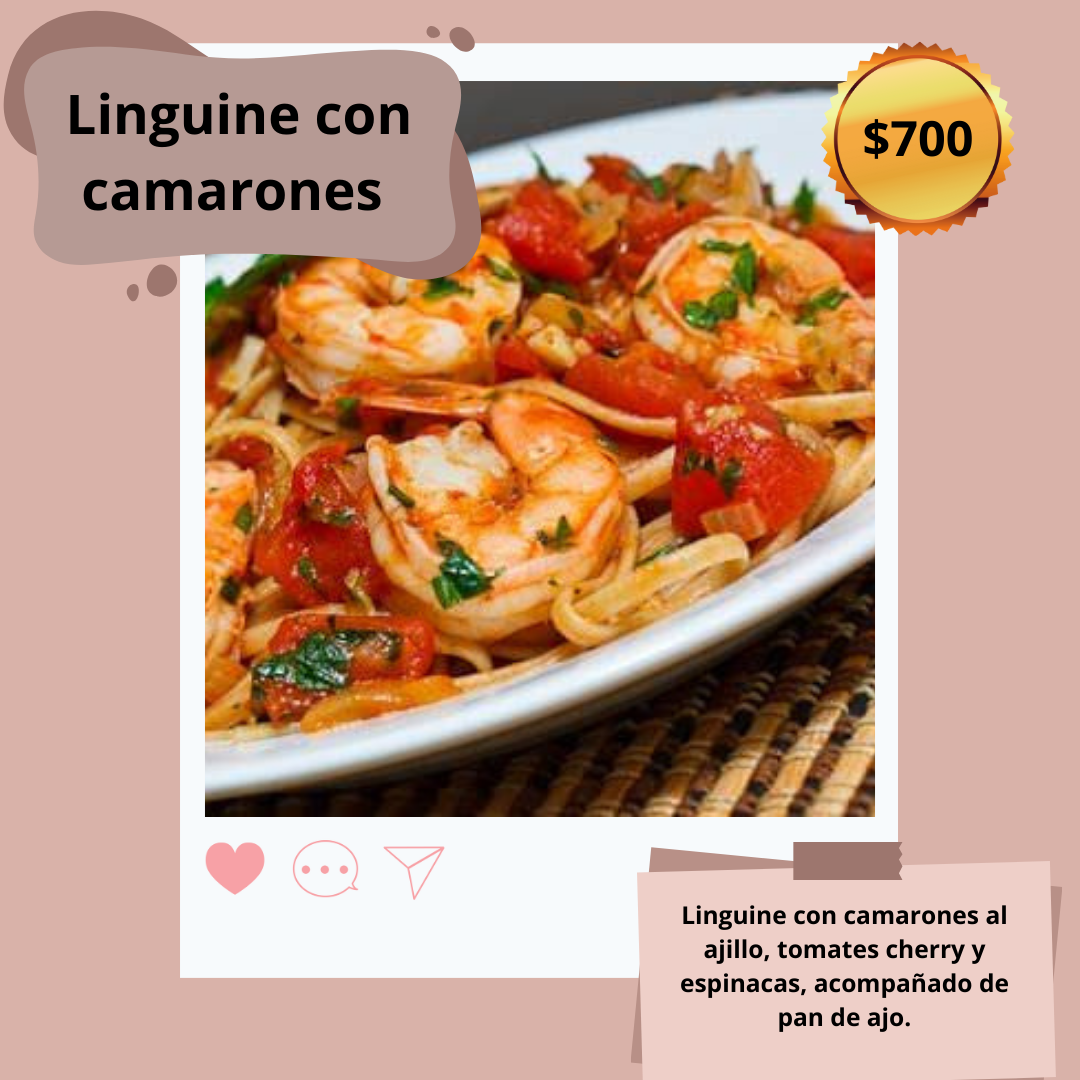 Linguine con
camarones
$700
Linguine con camarones al
ajillo, tomates cherry y
espinacas, acompañado de
pan de ajo.